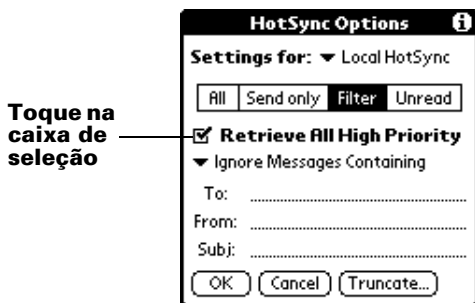 HotSync Options
Settings for: Local HotSync
All Send only Filter Unread
Toque na
caixa de
seleção
Retrieve All High Priority
Ignore Messages Containing
To:
From:
Subj:
OK Cancel Truncate...